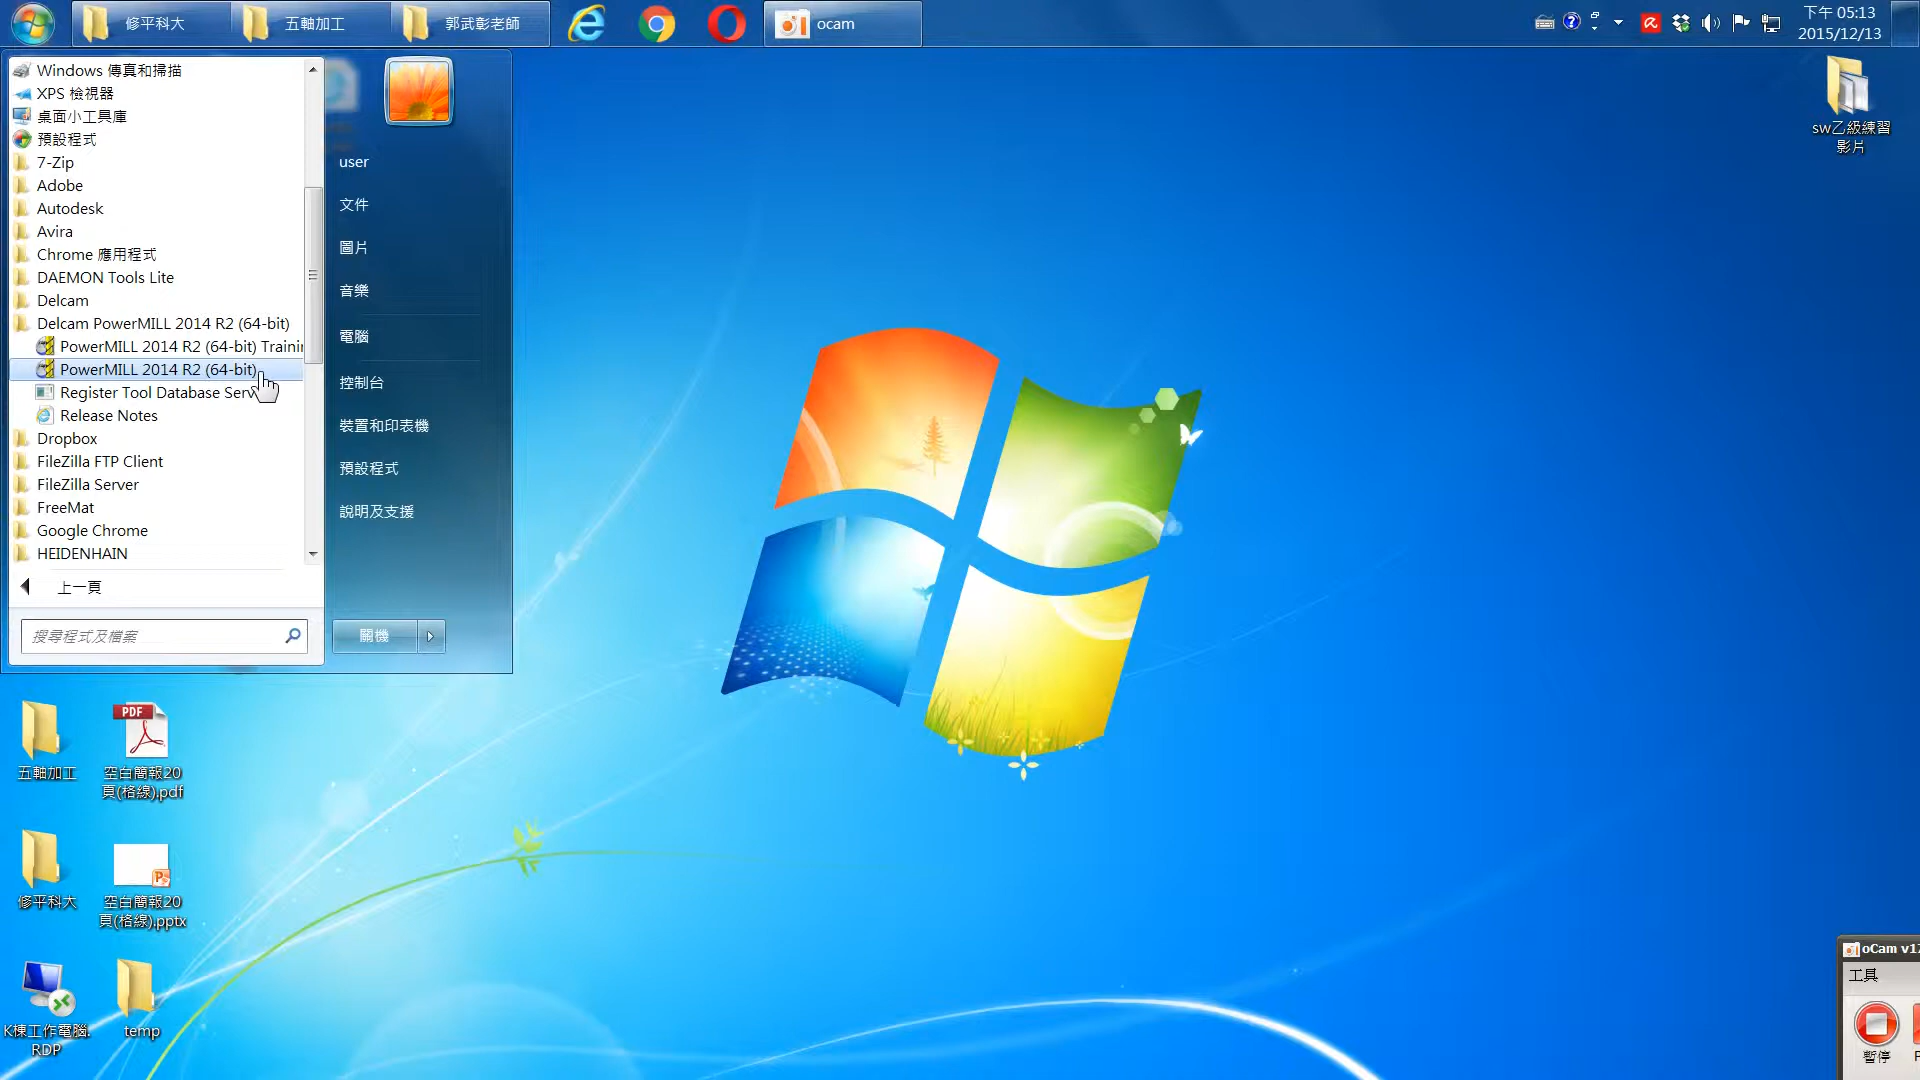 修平科大
五軸加工
郭武彰老師
ocam
下午 05:13
2015/12/13
Windows 傳真和掃描
XPS 檢視器
桌面小工具庫
預設程式
7-Zip
Adobe
Autodesk
Avira
Chrome 應用程式
DAEMON Tools Lite
Delcam
Delcam PowerMILL 2014 R2 (64-bit)
PowerMILL 2014 R2 (64-bit) Traini
PowerMILL 2014 R2 (64-bit)
Register Tool Database Serv
Release Notes
Dropbox
FileZilla FTP Client
FileZilla Server
FreeMat
Google Chrome
HEIDENHAIN
上一頁
搜尋程式及檔案
user
文件
圖片
音樂
電腦
控制台
裝置和印表機
預設程式
說明及支援
關機
sw乙級練習
影片
五軸加工
PDF
空白簡報20
頁(格線).pdf
修平科大
空白簡報20
頁(格線).pptx
K棟工作電腦.
RDP
temp
oCam v17
工具
暫停